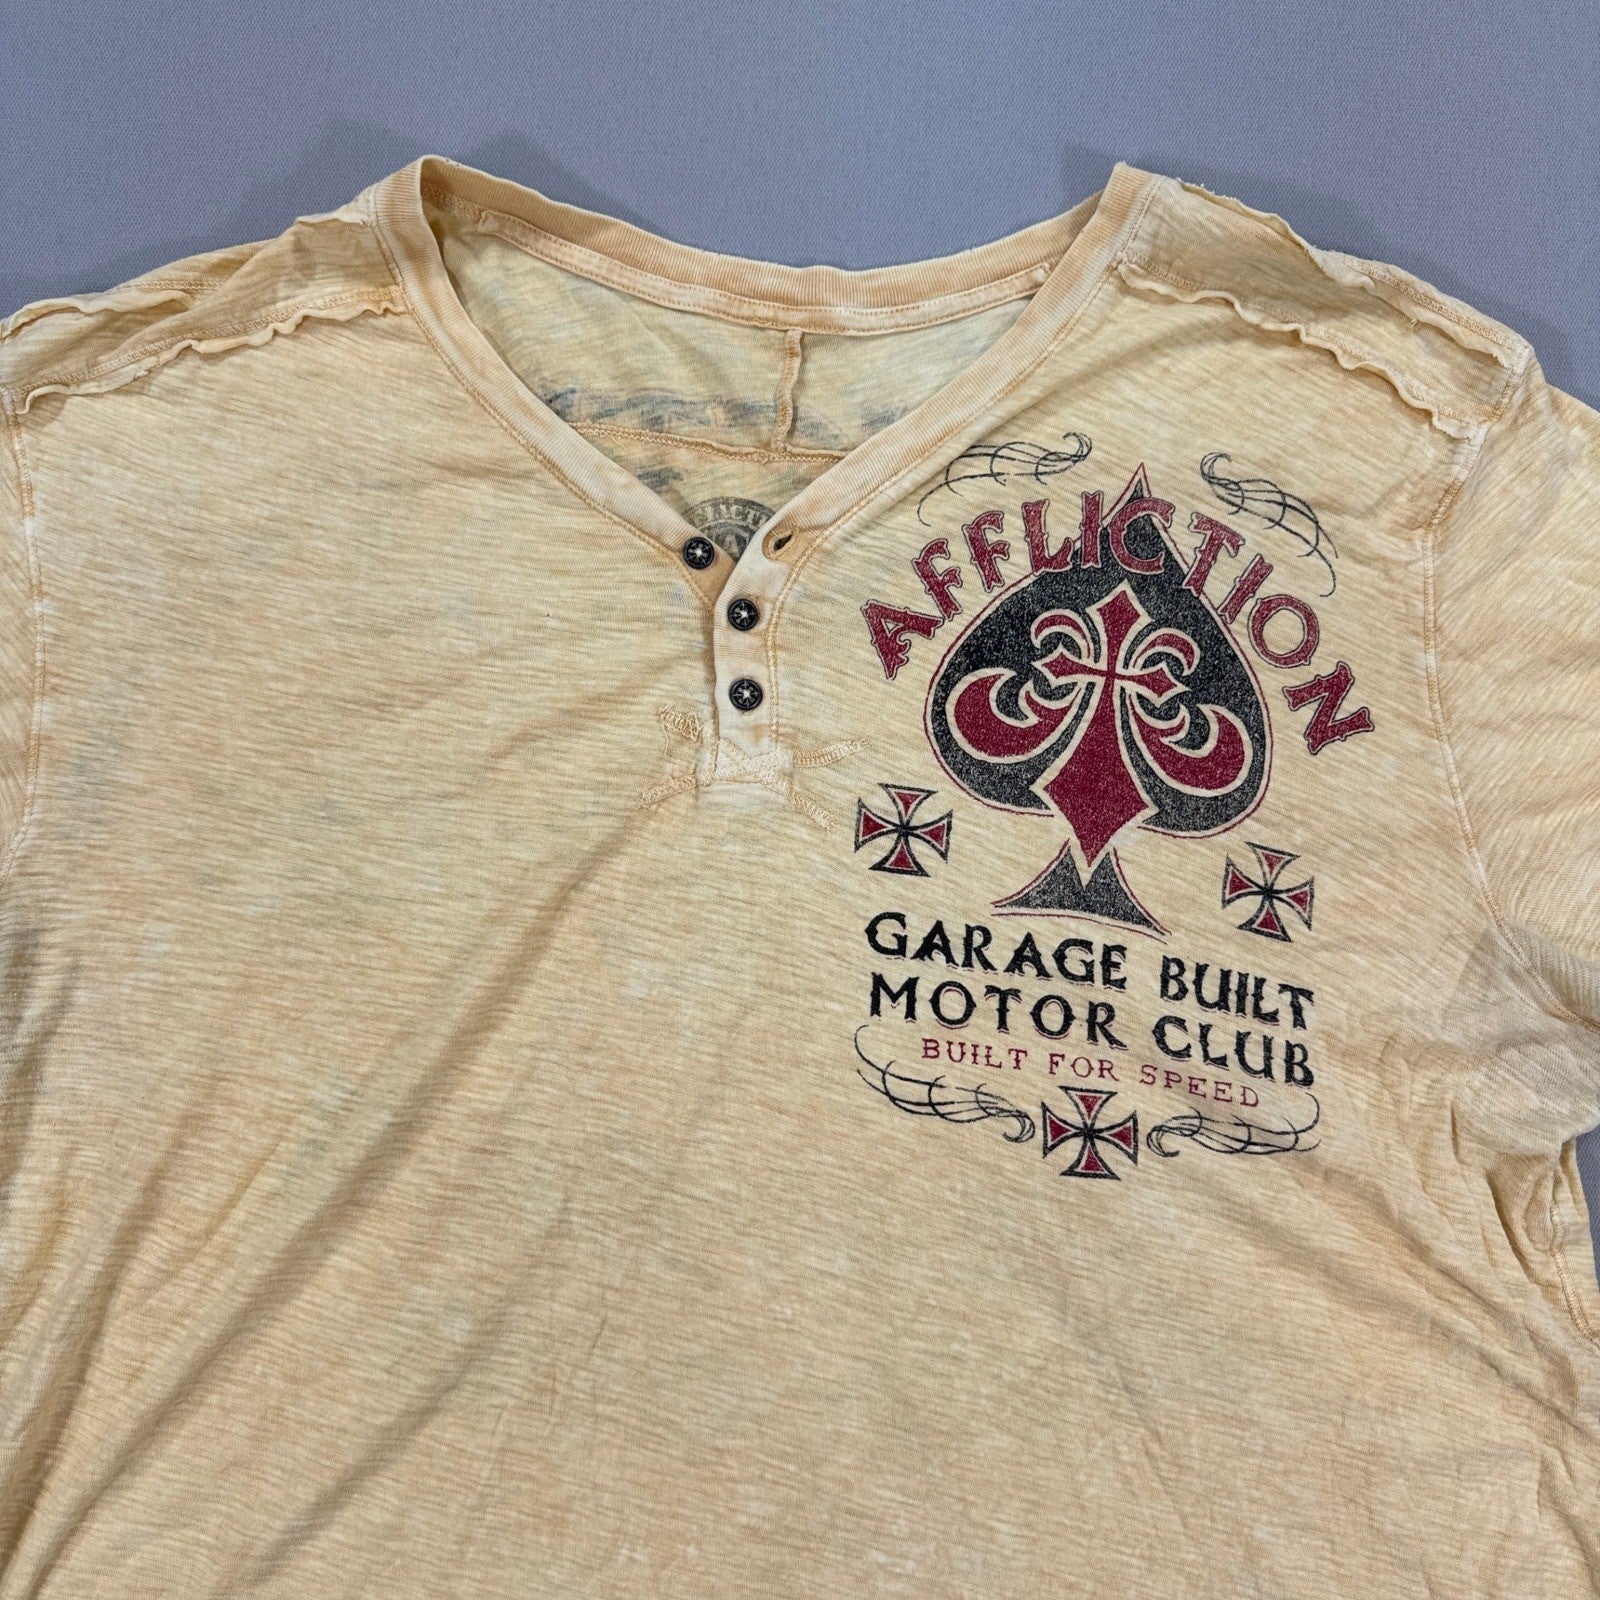 AFFLICTION
GARAGE BUILT
MOTOR CLUB
BUILT FOR SPEED